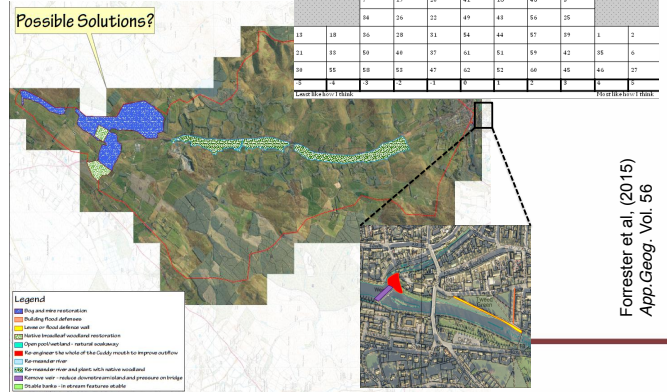 Possible Solutions?
34 26 22 49 43 56 25
13 18 36 28 31 54 44 57 39 1 2
21 33 50 40 37 61 51 59 42 35 6
30 55 58 53 47 62 52 60 45 46 27
-5 -4 -3 -2 -1 0 1 2 3 4 5
Least like how I think Most like how I think
Forrester et al, (2015)
App.Geog. Vol. 56
Legend
Bog and mire restoration
Building flood defenses
Levee or flood defence wall
Native broadleaf woodland restoration
Open pool/wetland - natural soakaway
Re-engineer the whole of the Cuddy mouth to improve outflow
Re-meander river
Re-meander river and plant with native woodland
Remove weir - reduce downstream island and pressure on bridge
Stable banks - in stream features stable